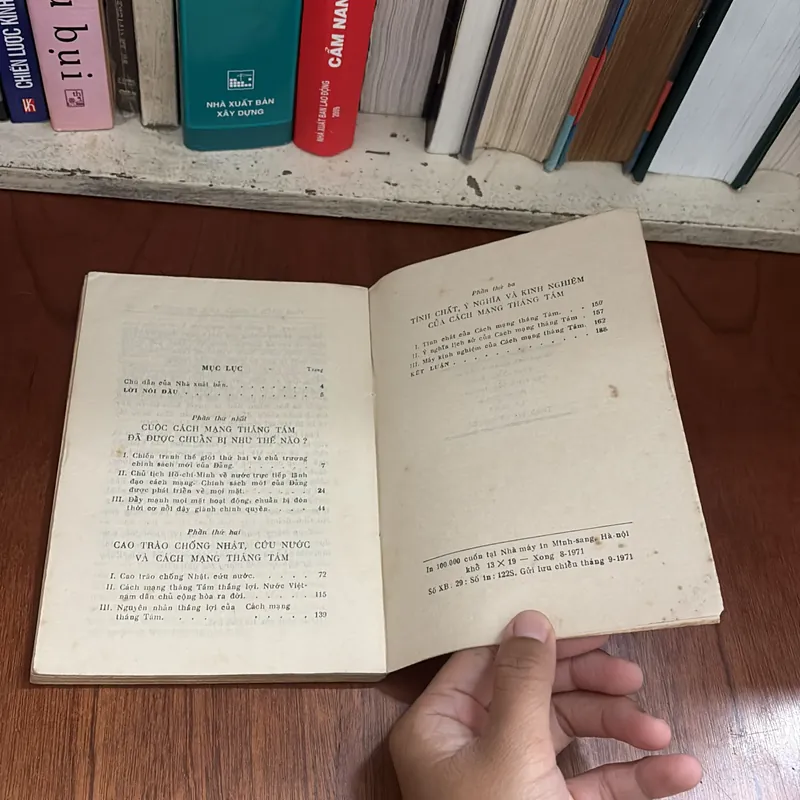 CHIẾN LƯỢC KINH
bụi
NHÀ XUẤT BẢN
XÂY DỰNG
CẨM NANG
NHÀ XUẤT BẢN LAO ĐỘNG
2005
MỤC LỤC
Trang
Chú dẫn của Nhà xuất bản. . . . . . . . . 4
LỜI NÓI ĐẦU . . . . . . . . . . . . 5
Phần thứ nhất
CUỘC CÁCH MẠNG THÁNG TÁM
ĐÃ ĐƯỢC CHUẨN BỊ NHƯ THẾ NÀO ?
I. Chiến tranh thế giới thứ hai và chủ trương
chính sách mới của Đảng. . . . . . . . . 7
II. Chủ tịch Hồ-chí-Minh về nước trực tiếp lãnh
đạo cách mạng. Chính sách mới của Đảng
được phát triển về mọi mặt. . . . . . . . 24
III. Đẩy mạnh mọi mặt hoạt động, chuẩn bị đón
thời cơ nổi dậy giành chính quyền. . . . . 44
Phần thứ hai
CAO TRÀO CHỐNG NHẬT, CỨU NƯỚC
VÀ CÁCH MẠNG THÁNG TÁM
I. Cao trào chống Nhật, cứu nước. . . . . . 72
II. Cách mạng tháng Tám thắng lợi. Nước Việt-
nam dân chủ cộng hòa ra đời. . . . . . 115
III. Nguyên nhân thắng lợi của Cách mạng
tháng Tám. . . . . . . . . 139
Phần thứ ba
TÍNH CHẤT, Ý NGHĨA VÀ KINH NGHIỆM
CỦA CÁCH MẠNG THÁNG TÁM
I. Tính chất của Cách mạng tháng Tám. . . . 150
II. Ý nghĩa lịch sử của Cách mạng tháng Tám . 157
III. Mấy kinh nghiệm của Cách mạng tháng Tám. 162
KẾT LUẬN . . . . . . . . . . . . 188
In 100.000 cuốn tại Nhà máy in Minh-sang, Hà-nội
khổ 13 × 19 — Xong 8-1971
Số XB: 29: Số in: 122S. Gửi lưu chiểu tháng 9-1971